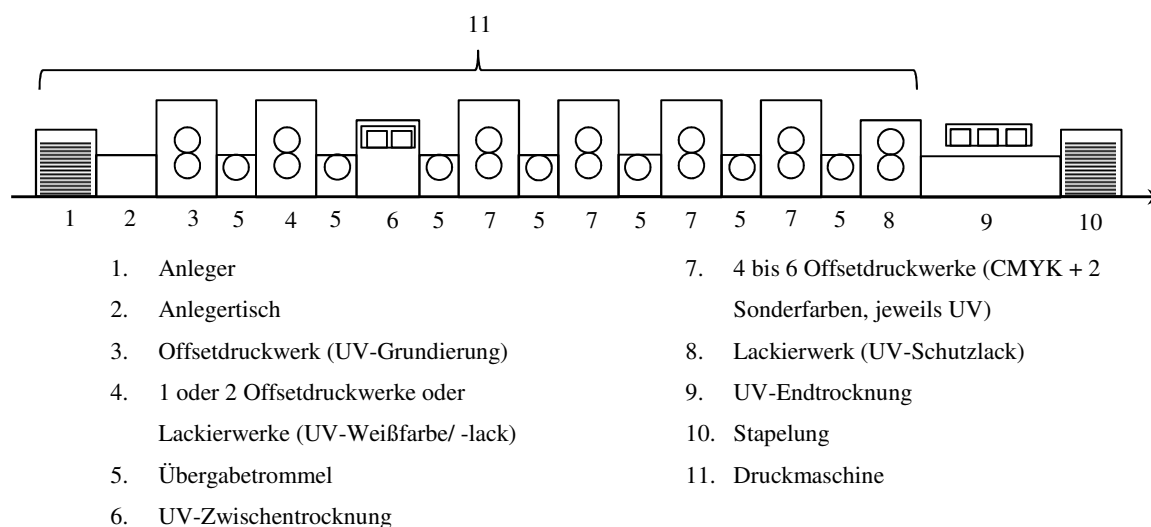 11
1 2 3 5 4 5 6 5 7 5 7 5 7 5 7 5 8 9 10
1. Anleger
2. Anlegertisch
3. Offsetdruckwerk (UV-Grundierung)
4. 1 oder 2 Offsetdruckwerke oder
Lackierwerke (UV-Weißfarbe/ -lack)
5. Übergabetrommel
6. UV-Zwischentrocknung
7. 4 bis 6 Offsetdruckwerke (CMYK + 2
Sonderfarben, jeweils UV)
8. Lackierwerk (UV-Schutzlack)
9. UV-Endtrocknung
10. Stapelung
11. Druckmaschine